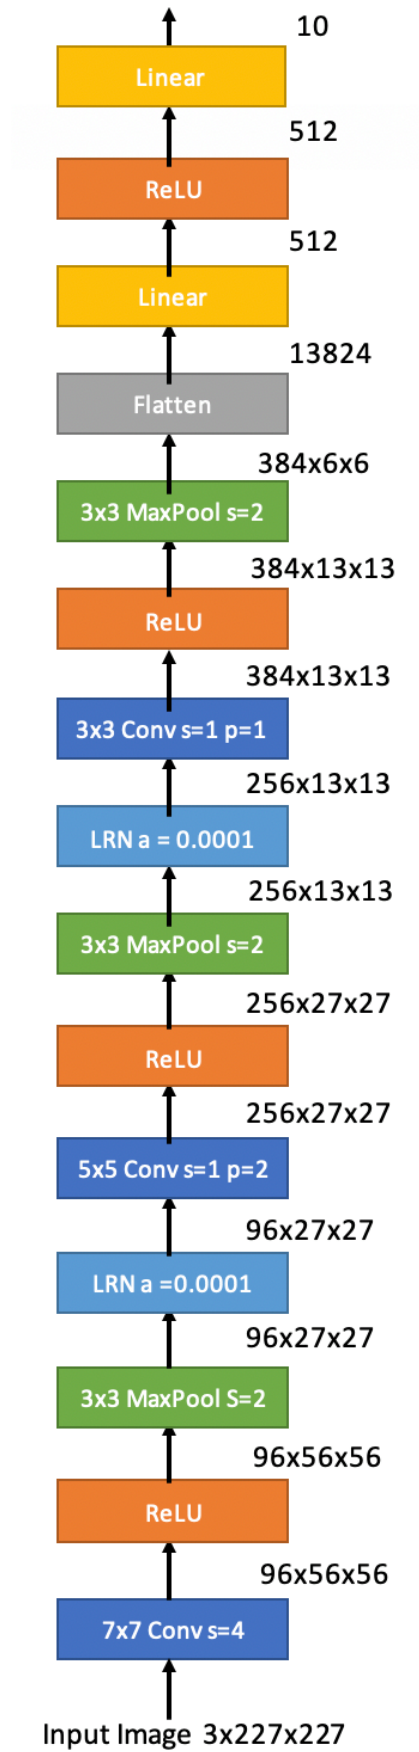 10
Linear
512
ReLU
512
Linear
13824
Flatten
384x6x6
3x3 MaxPool s=2
384x13x13
ReLU
384x13x13
3x3 Conv s=1 p=1
256x13x13
LRN a = 0.0001
256x13x13
3x3 MaxPool s=2
256x27x27
ReLU
256x27x27
5x5 Conv s=1 p=2
96x27x27
LRN a =0.0001
96x27x27
3x3 MaxPool S=2
96x56x56
ReLU
96x56x56
7x7 Conv s=4
Input Image 3x227x227